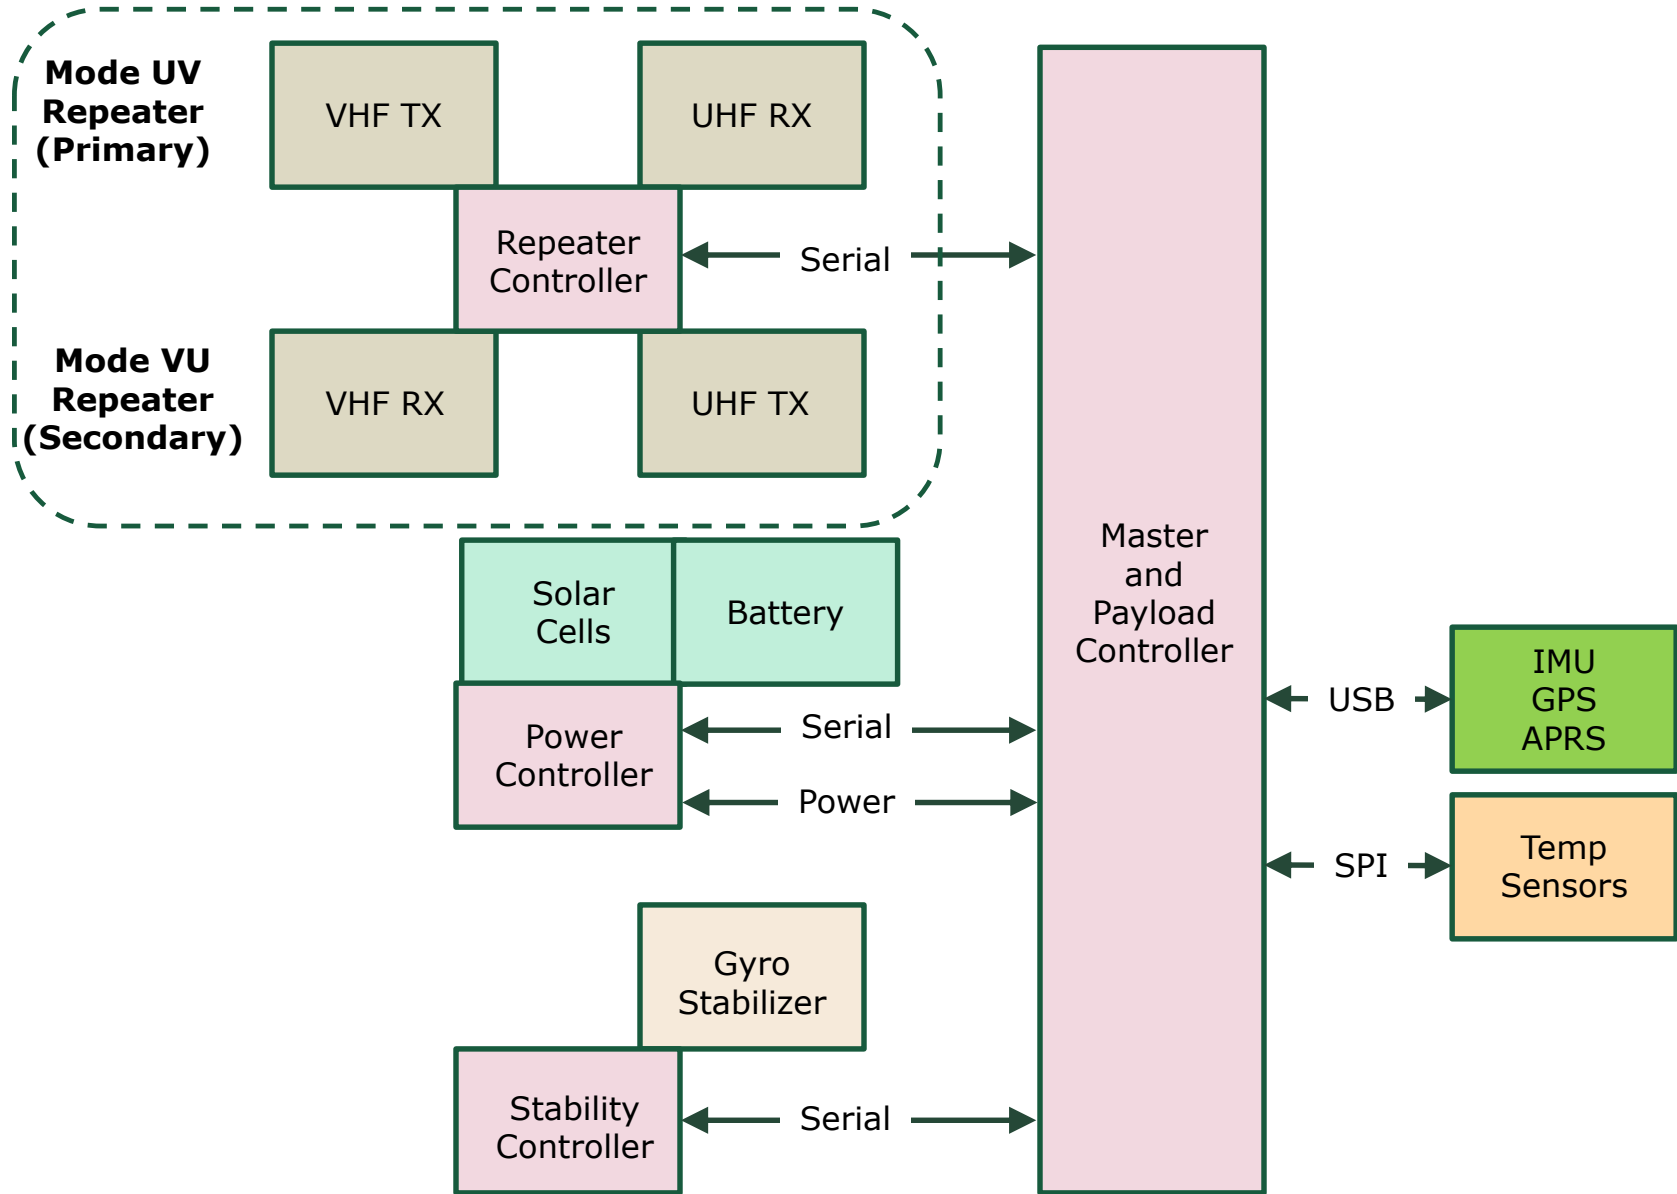 Mode UV
Repeater
(Primary)
VHF TX
UHF RX
Repeater
Controller
Serial
Mode VU
Repeater
(Secondary)
VHF RX
UHF TX
Solar
Cells
Battery
Power
Controller
Serial
Power
Gyro
Stabilizer
Stability
Controller
Serial
Master
and
Payload
Controller
USB
IMU
GPS
APRS
SPI
Temp
Sensors